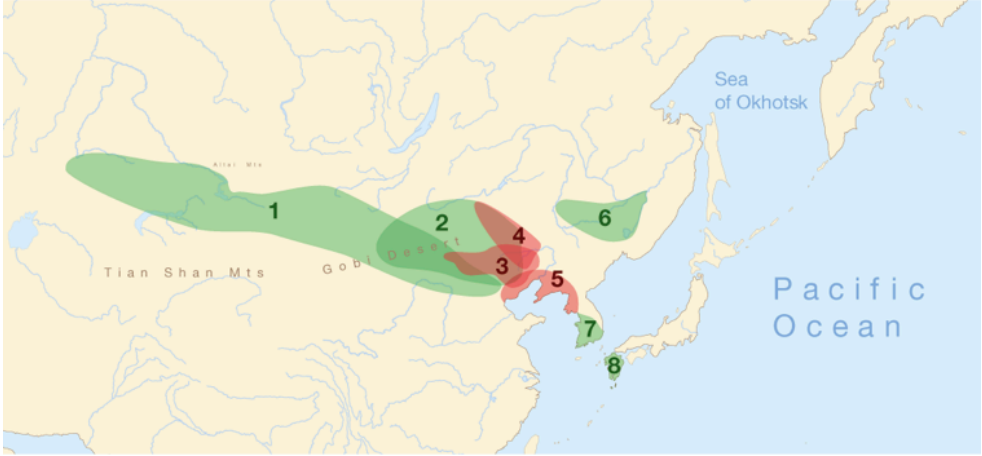 Sea
of Okhotsk
Altai Mts
1
2
6
4
Gobi Desert
3
Tian Shan Mts
5
Pacific
Ocean
7
8